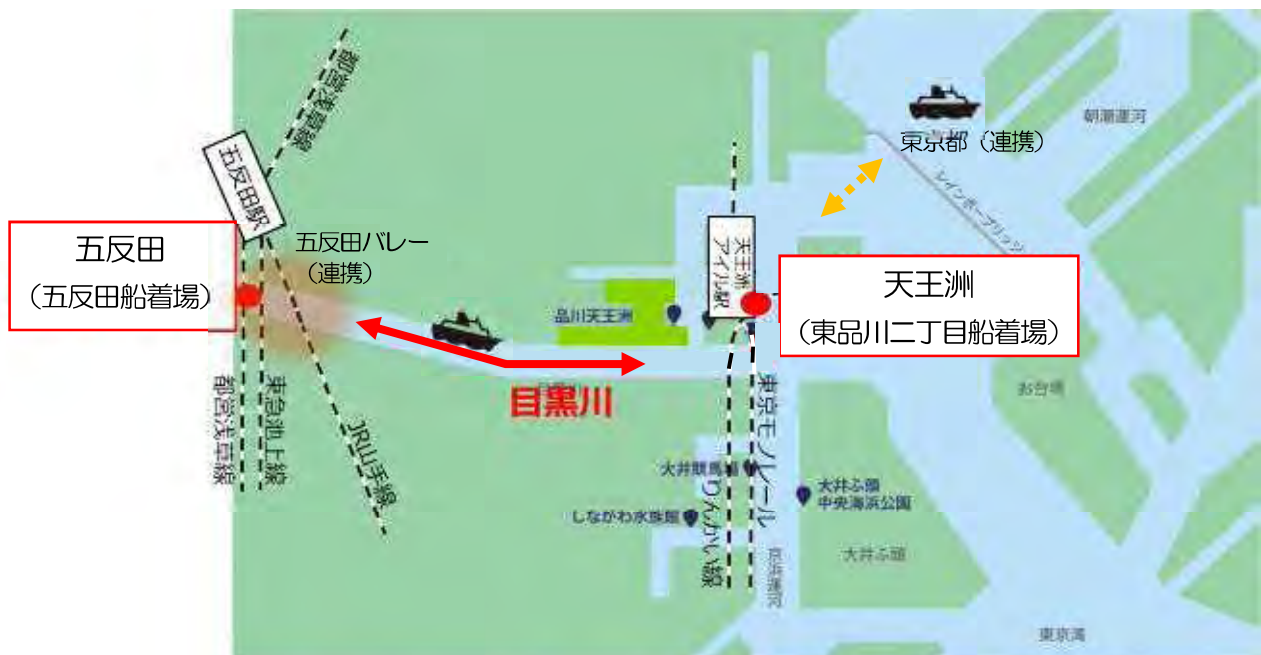 都営浅草線
五反田駅
五反田
（五反田船着場）
五反田バレー
（連携）
東京都（連携）
朝潮運河
レインボーブリッジ
天王洲
アイル駅
天王洲
（東品川二丁目船着場）
品川天王洲
目黒川
お台場
都営浅草線
東急池上線
JR山手線
東京モノレール
りんかい線
大井競馬場
しながわ水族館
大井ふ頭
中央海浜公園
大井ふ頭
京浜運河
東京湾